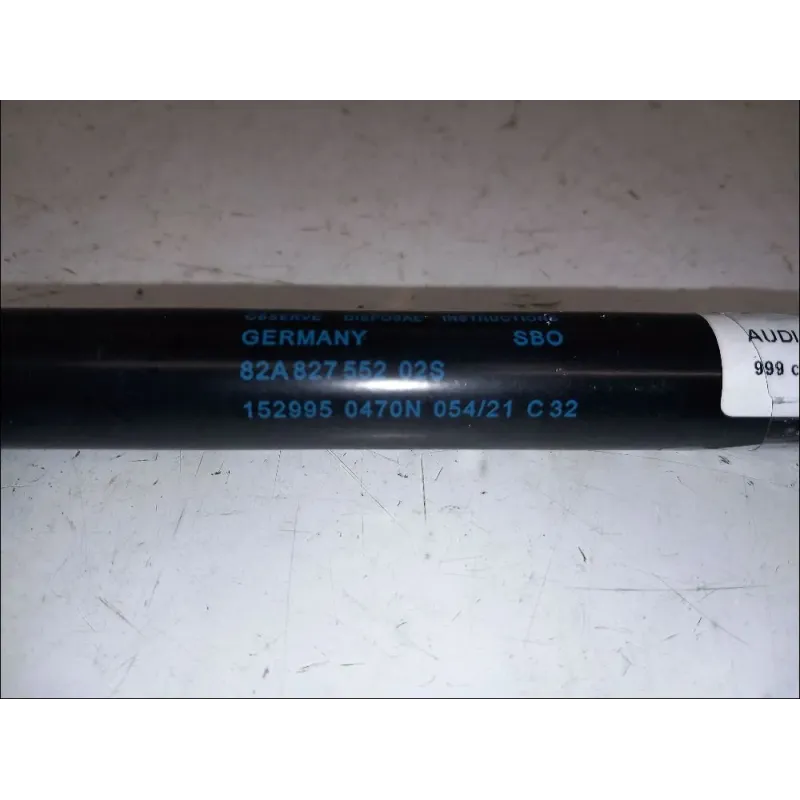 OBSERVE DISPOSAL INSTRUCTIONS
GERMANY SBO
82A 827 552 02S
152995 0470N 054/21 C 32
AUDI
999 c